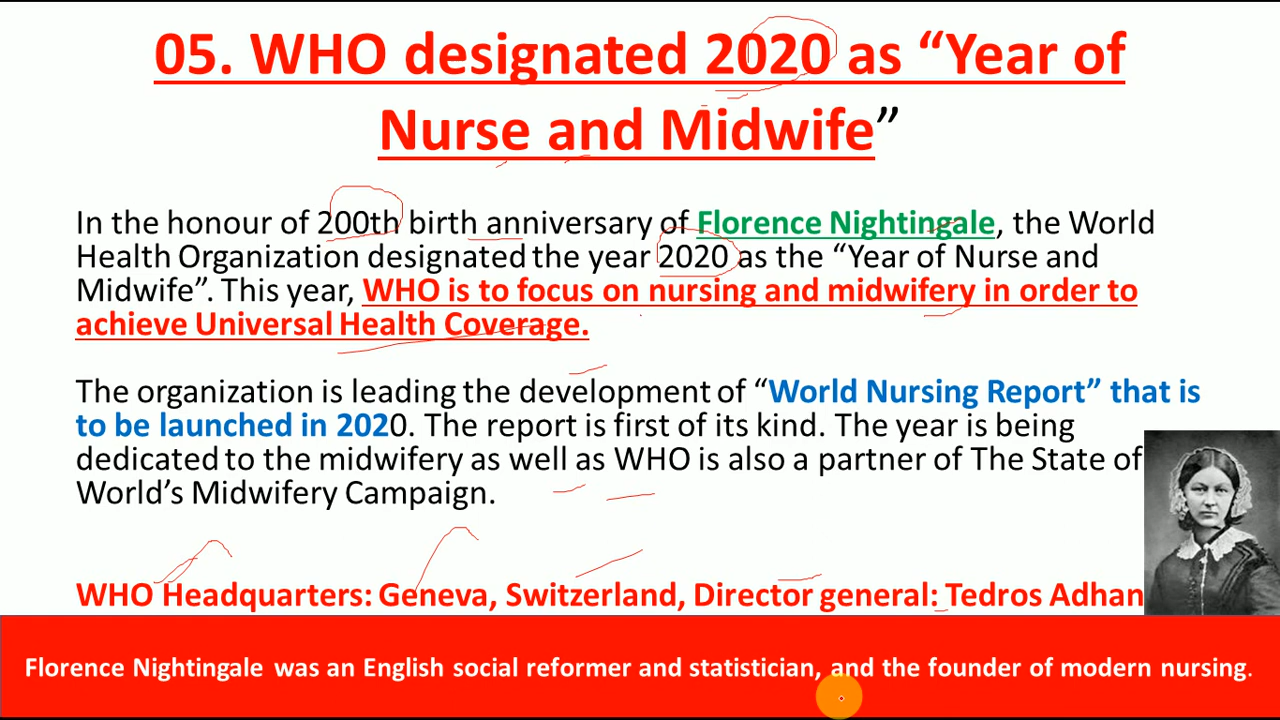 05. WHO designated 2020 as “Year of
Nurse and Midwife”
In the honour of 200th birth anniversary of Florence Nightingale, the World
Health Organization designated the year 2020 as the “Year of Nurse and
Midwife”. This year, WHO is to focus on nursing and midwifery in order to
achieve Universal Health Coverage.
The organization is leading the development of “World Nursing Report” that is
to be launched in 2020. The report is first of its kind. The year is being
dedicated to the midwifery as well as WHO is also a partner of The State of
World’s Midwifery Campaign.
WHO Headquarters: Geneva, Switzerland, Director general: Tedros Adhan
Florence Nightingale was an English social reformer and statistician, and the founder of modern nursing.